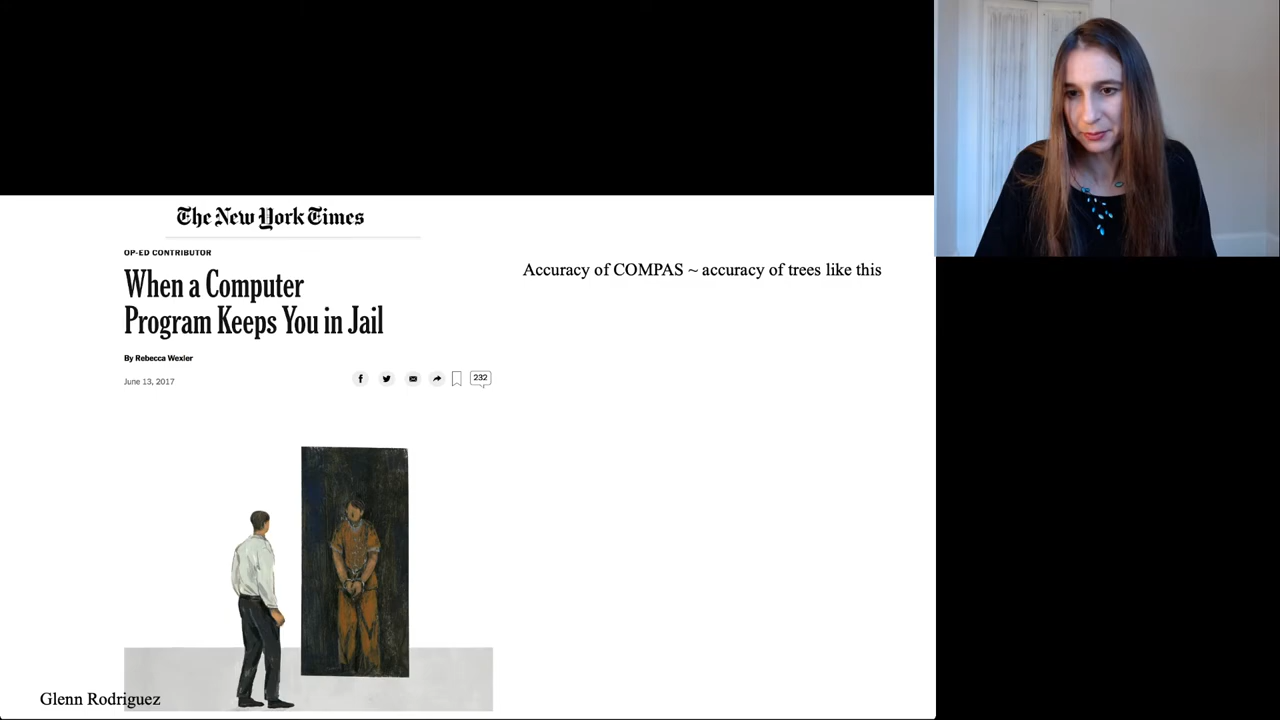 The New York Times
OP-ED CONTRIBUTOR
When a Computer
Program Keeps You in Jail
By Rebecca Wexler
June 13, 2017
232
Accuracy of COMPAS ~ accuracy of trees like this
Glenn Rodriguez